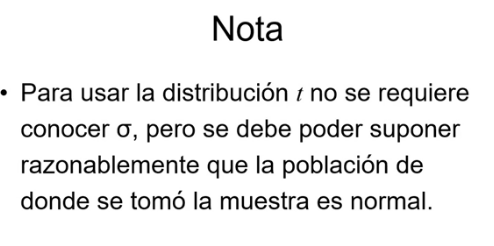 Nota
• Para usar la distribución t no se requiere
conocer σ, pero se debe poder suponer
razonablemente que la población de
donde se tomó la muestra es normal.